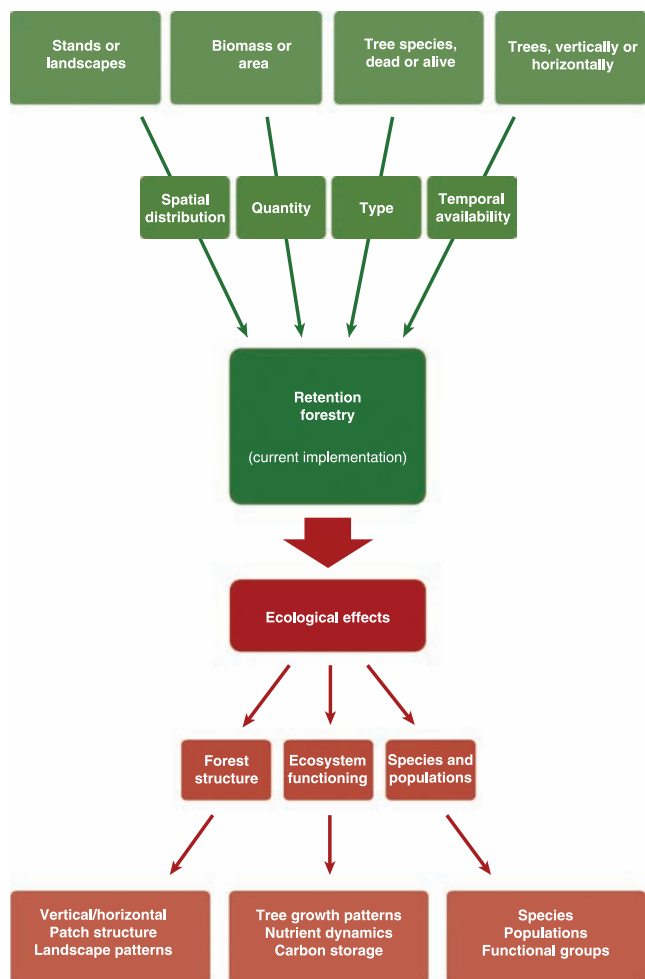 Stands or
landscapes
Biomass or
area
Tree species,
dead or alive
Trees, vertically or
horizontally
Spatial
distribution
Quantity
Type
Temporal
availability
Retention
forestry
(current implementation)
Ecological effects
Forest
structure
Ecosystem
functioning
Species and
populations
Vertical/horizontal
Patch structure
Landscape patterns
Tree growth patterns
Nutrient dynamics
Carbon storage
Species
Populations
Functional groups